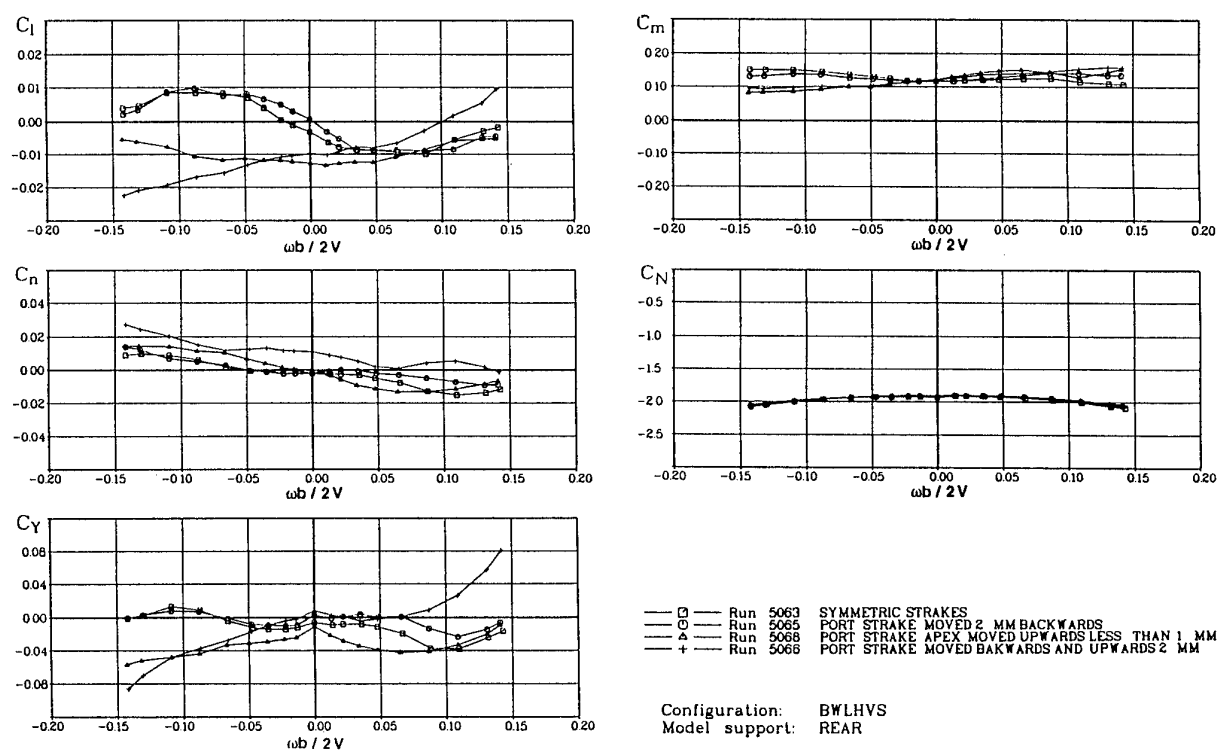 C_l
0.03
0.02
0.01
0.00
−0.01
−0.02
−0.20 −0.15 −0.10 −0.05 0.00 0.05 0.10 0.15 0.20
ωb / 2V
C_m
0.20
0.10
0.00
−0.10
−0.20
−0.20 −0.15 −0.10 −0.05 0.00 0.05 0.10 0.15 0.20
ωb / 2V
C_n
0.04
0.02
0.00
−0.02
−0.04
−0.20 −0.15 −0.10 −0.05 0.00 0.05 0.10 0.15 0.20
ωb / 2V
C_N
−0.5
−1.0
−1.5
−2.0
−2.5
−0.20 −0.15 −0.10 −0.05 0.00 0.05 0.10 0.15 0.20
ωb / 2V
C_Y
0.08
0.04
0.00
−0.04
−0.08
−0.20 −0.15 −0.10 −0.05 0.00 0.05 0.10 0.15 0.20
ωb / 2V
Run 5063 SYMMETRIC STRAKES
Run 5065 PORT STRAKE MOVED 2 MM BACKWARDS
Run 5068 PORT STRAKE APEX MOVED UPWARDS LESS THAN 1 MM
Run 5066 PORT STRAKE MOVED BAKWARDS AND UPWARDS 2 MM
Configuration: BWLHVS
Model support: REAR